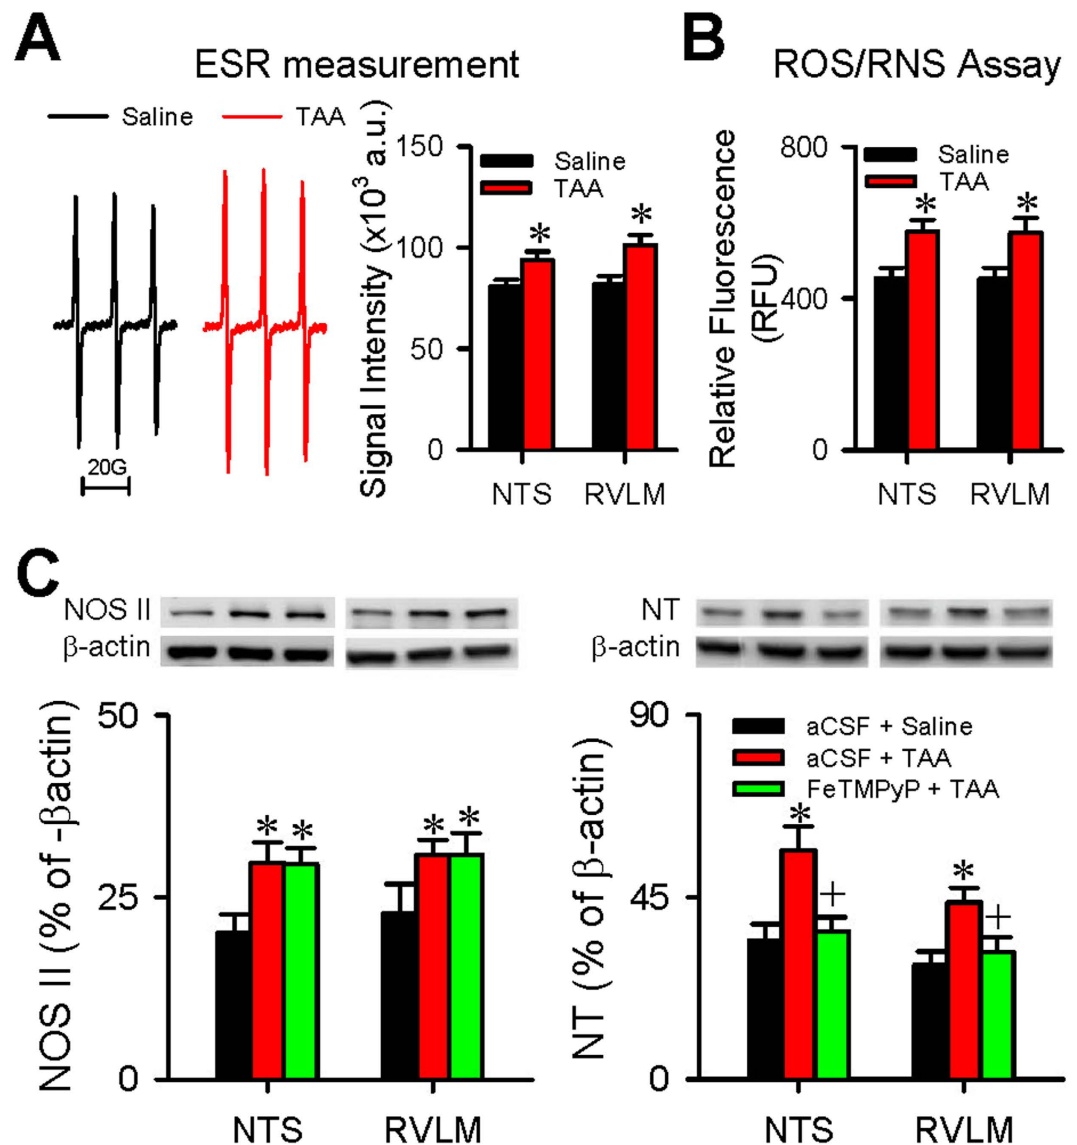 A
ESR measurement
Saline
TAA
20G
Signal Intensity (x10³ a.u.)
150
100
50
0
Saline
TAA
*
*
NTS
RVLM
B
ROS/RNS Assay
Relative Fluorescence
(RFU)
800
400
0
Saline
TAA
*
*
NTS
RVLM
C
NOS II
β-actin
NOS II (% of -βactin)
50
25
0
* *
* *
NTS
RVLM
NT
β-actin
NT (% of β-actin)
90
45
0
aCSF + Saline
aCSF + TAA
FeTMPyP + TAA
*
+
*
+
NTS
RVLM